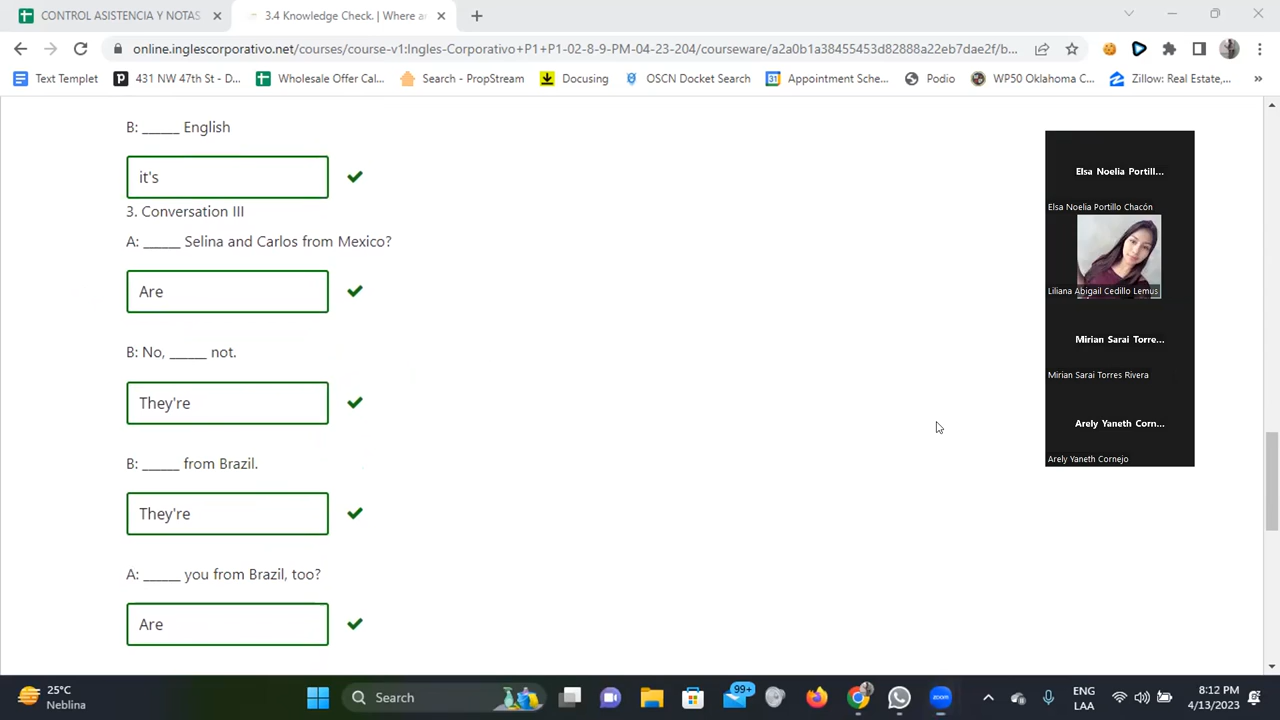 CONTROL ASISTENCIA Y NOTAS
3.4 Knowledge Check. | Where a
online.inglescorporativo.net/courses/course-v1:Ingles-Corporativo+P1+P1-02-8-9-PM-04-23-204/courseware/a2a0b1a38455453d82888a22eb7dae2f/b...
Text Templet
431 NW 47th St - D...
Wholesale Offer Cal...
Search - PropStream
Docusing
OSCN Docket Search
Appointment Sche...
Podio
WP50 Oklahoma C...
Zillow: Real Estate,...
B: ______ English
it's
3. Conversation III
A: ______ Selina and Carlos from Mexico?
Are
B: No, ______ not.
They're
B: ______ from Brazil.
They're
A: ______ you from Brazil, too?
Are
Elsa Noelia Portill...
Elsa Noelia Portillo Chacón
Liliana Abigail Cedillo Lemus
Mirian Sarai Torre...
Mirian Sarai Torres Rivera
Arely Yaneth Corn...
Arely Yaneth Cornejo
25°C
Neblina
Search
99+
zoom
ENG
LAA
8:12 PM
4/13/2023